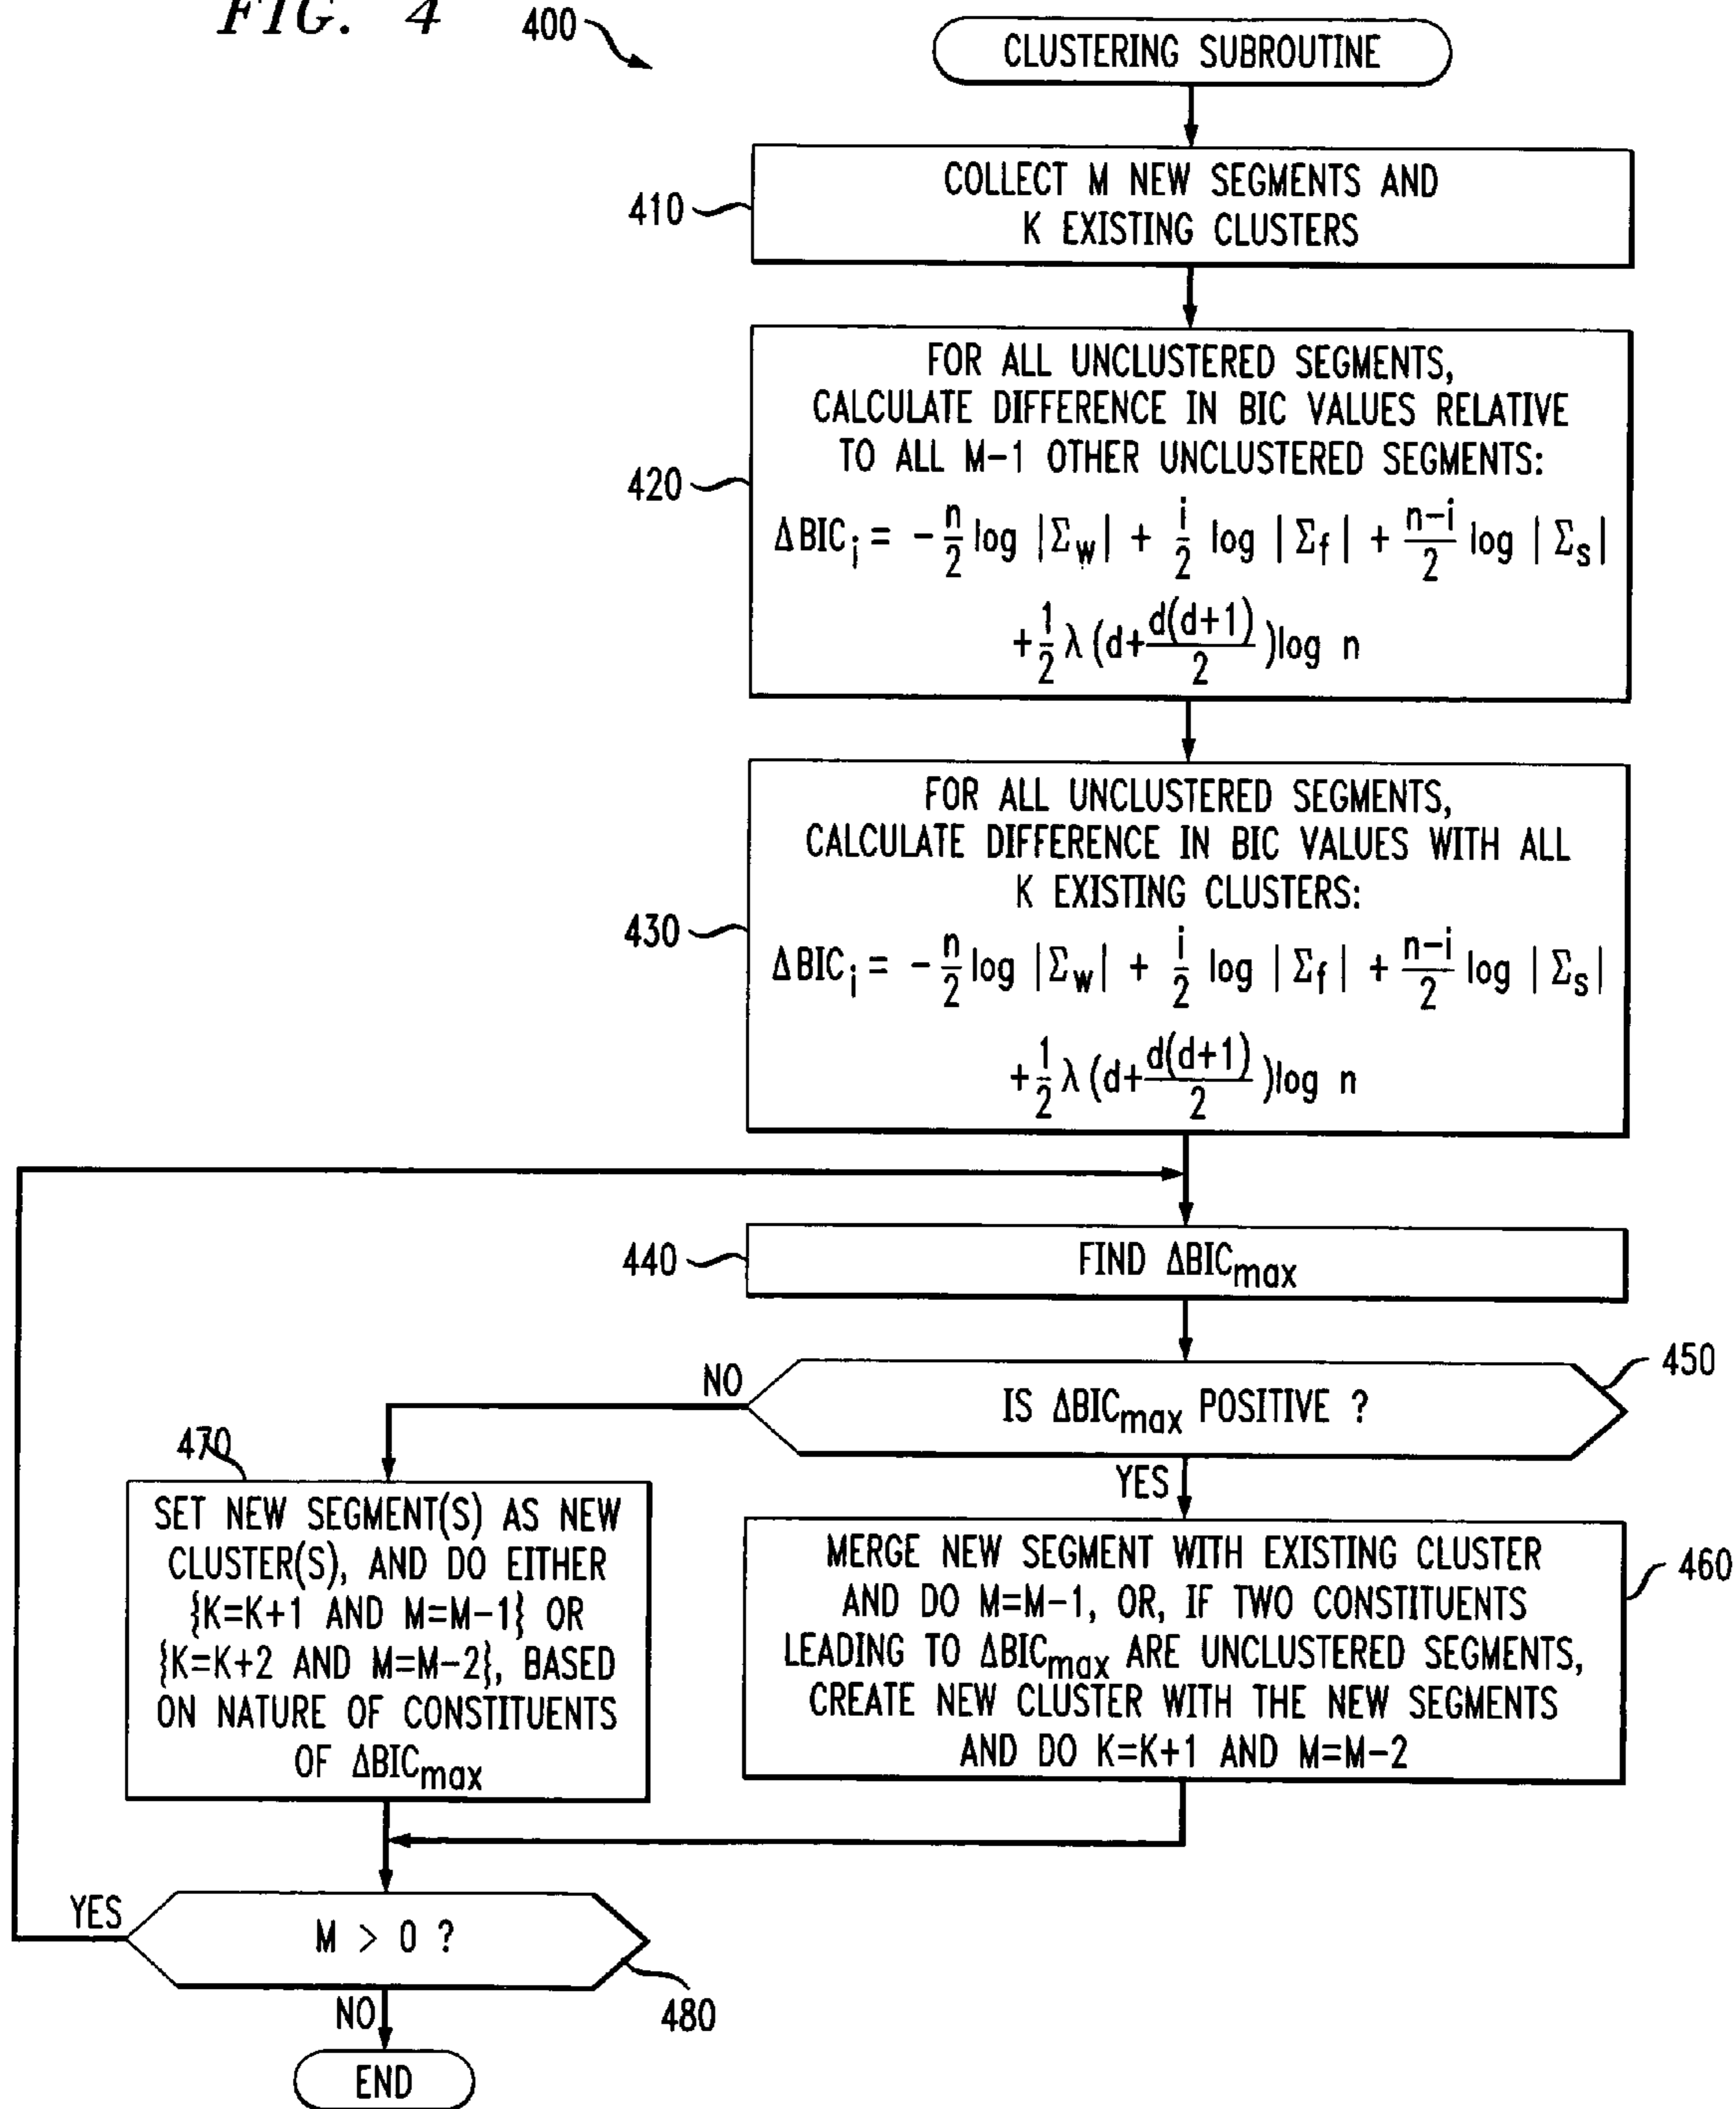 FIG. 4
400
CLUSTERING SUBROUTINE
410
COLLECT M NEW SEGMENTS AND
K EXISTING CLUSTERS
420
FOR ALL UNCLUSTERED SEGMENTS,
CALCULATE DIFFERENCE IN BIC VALUES RELATIVE
TO ALL M-1 OTHER UNCLUSTERED SEGMENTS:
ΔBIC_i = - n/2 log |Σ_w| + i/2 log |Σ_f| + n-i/2 log |Σ_s|
+ 1/2 λ (d + d(d+1)/2) log n
430
FOR ALL UNCLUSTERED SEGMENTS,
CALCULATE DIFFERENCE IN BIC VALUES WITH ALL
K EXISTING CLUSTERS:
ΔBIC_i = - n/2 log |Σ_w| + i/2 log |Σ_f| + n-i/2 log |Σ_s|
+ 1/2 λ (d + d(d+1)/2) log n
440
FIND ΔBIC_max
450
NO
IS ΔBIC_max POSITIVE ?
YES
470
SET NEW SEGMENT(S) AS NEW
CLUSTER(S), AND DO EITHER
{K=K+1 AND M=M-1} OR
{K=K+2 AND M=M-2}, BASED
ON NATURE OF CONSTITUENTS
OF ΔBIC_max
460
MERGE NEW SEGMENT WITH EXISTING CLUSTER
AND DO M=M-1, OR, IF TWO CONSTITUENTS
LEADING TO ΔBIC_max ARE UNCLUSTERED SEGMENTS,
CREATE NEW CLUSTER WITH THE NEW SEGMENTS
AND DO K=K+1 AND M=M-2
YES
M > 0 ?
480
NO
END